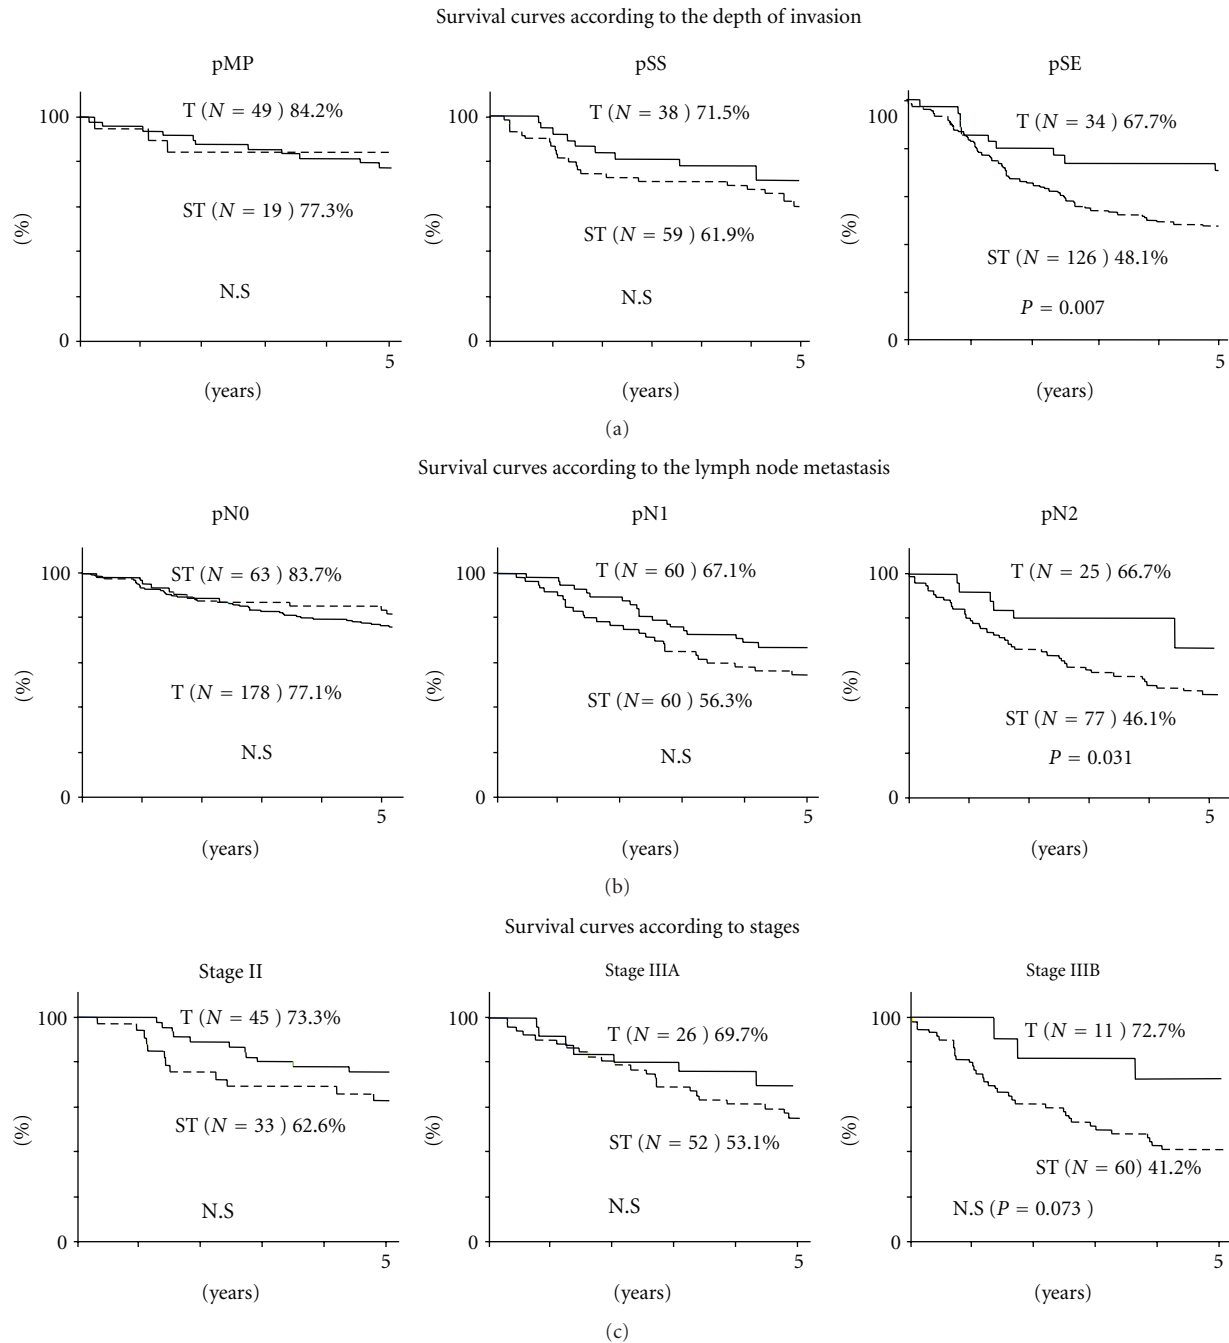 Survival curves according to the depth of invasion
pMP
100
T (N = 49 ) 84.2%
ST (N = 19 ) 77.3%
N.S
(%)
0
5
(years)
pSS
100
T (N = 38 ) 71.5%
ST (N = 59 ) 61.9%
N.S
(%)
0
5
(years)
pSE
100
T (N = 34 ) 67.7%
ST (N = 126 ) 48.1%
P = 0.007
(%)
0
5
(years)
(a)
Survival curves according to the lymph node metastasis
pN0
100
ST (N = 63 ) 83.7%
T (N = 178 ) 77.1%
N.S
(%)
0
5
(years)
pN1
100
T (N = 60 ) 67.1%
ST (N= 60 ) 56.3%
N.S
(%)
0
5
(years)
pN2
100
T (N = 25 ) 66.7%
ST (N = 77 ) 46.1%
P = 0.031
(%)
0
5
(years)
(b)
Survival curves according to stages
Stage II
100
T (N = 45 ) 73.3%
ST (N = 33 ) 62.6%
N.S
(%)
0
5
(years)
Stage IIIA
100
T (N = 26 ) 69.7%
ST (N = 52 ) 53.1%
N.S
(%)
0
5
(years)
Stage IIIB
100
T (N = 11 ) 72.7%
ST (N = 60) 41.2%
N.S (P = 0.073 )
(%)
0
5
(years)
(c)